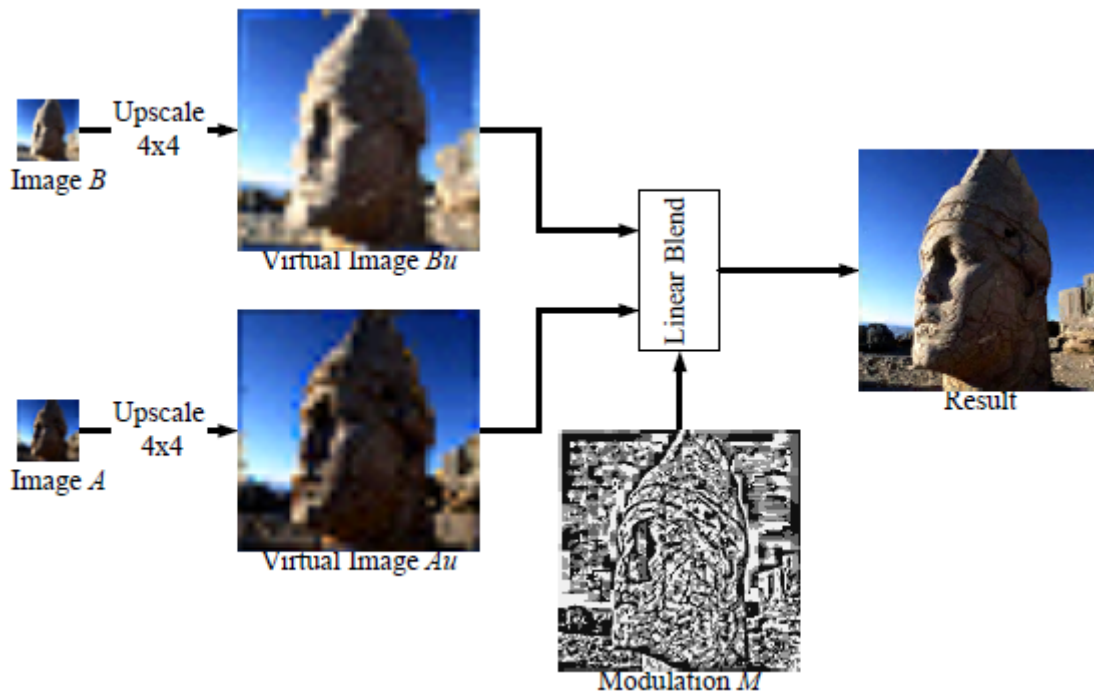 Upscale
4x4
Image B
Virtual Image Bu
Linear Blend
Result
Upscale
4x4
Image A
Virtual Image Au
Modulation M